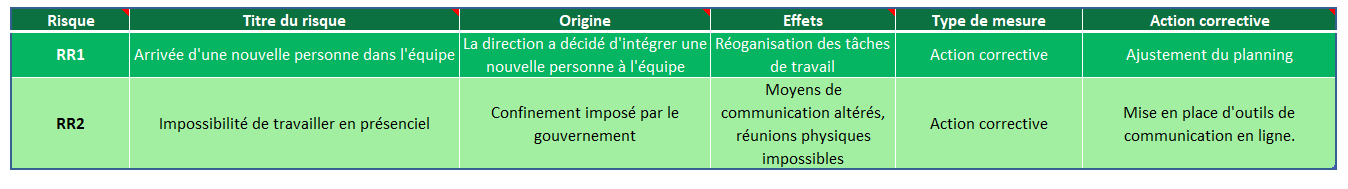 Risque Titre du risque Origine Effets Type de mesure Action corrective
RR1
Arrivée d'une nouvelle personne dans l'équipe
La direction a décidé d'intégrer une
nouvelle personne à l'équipe
Réoganisation des tâches
de travail
Action corrective
Ajustement du planning
RR2
Impossibilité de travailler en présenciel
Confinement imposé par le
gouvernement
Moyens de
communication altérés,
réunions physiques
impossibles
Action corrective
Mise en place d'outils de
communication en ligne.